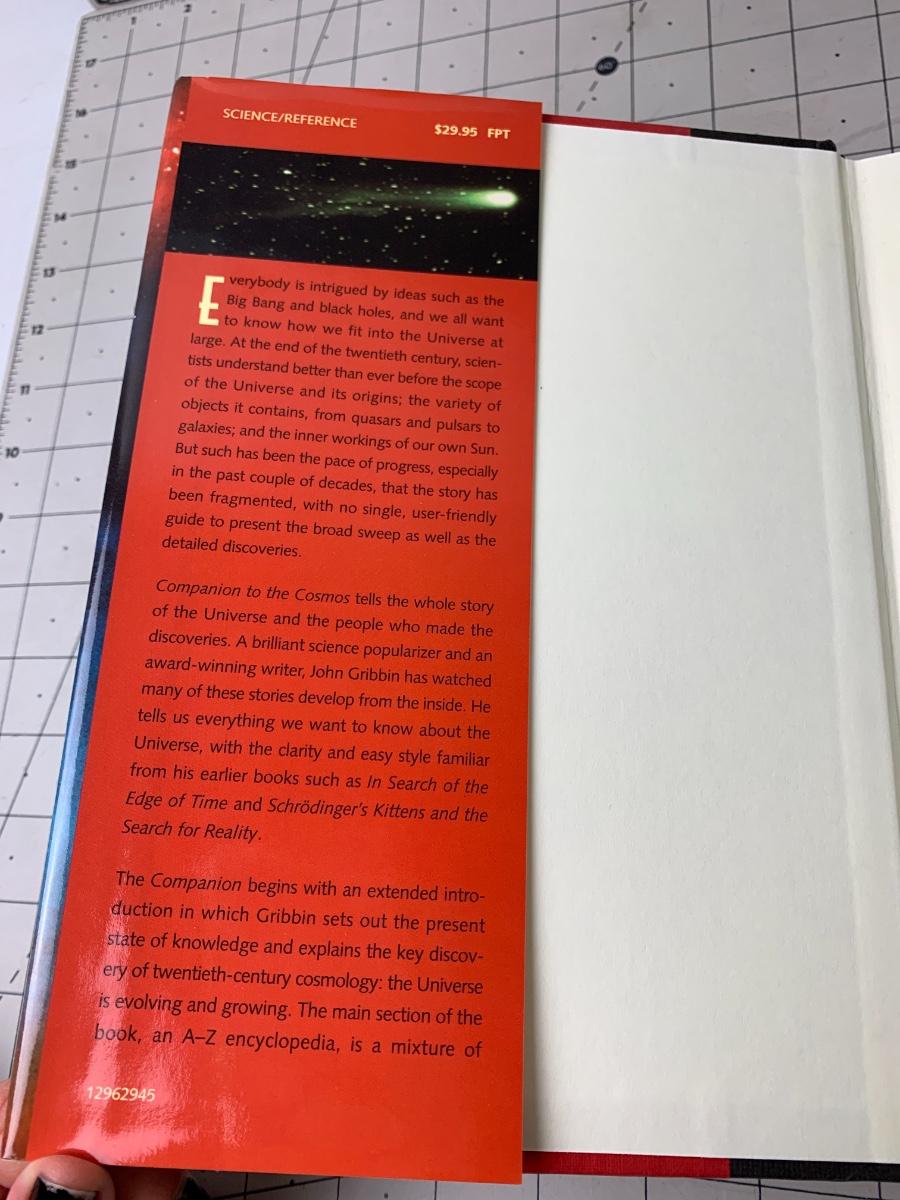 SCIENCE/REFERENCE
$29.95 FPT
Everybody is intrigued by ideas such as the
Big Bang and black holes, and we all want
to know how we fit into the Universe at
large. At the end of the twentieth century, scien-
tists understand better than ever before the scope
of the Universe and its origins; the variety of
objects it contains, from quasars and pulsars to
galaxies; and the inner workings of our own Sun.
But such has been the pace of progress, especially
in the past couple of decades, that the story has
been fragmented, with no single, user-friendly
guide to present the broad sweep as well as the
detailed discoveries.
Companion to the Cosmos tells the whole story
of the Universe and the people who made the
discoveries. A brilliant science popularizer and an
award-winning writer, John Gribbin has watched
many of these stories develop from the inside. He
tells us everything we want to know about the
Universe, with the clarity and easy style familiar
from his earlier books such as In Search of the
Edge of Time and Schrödinger's Kittens and the
Search for Reality.
The Companion begins with an extended intro-
duction in which Gribbin sets out the present
state of knowledge and explains the key discov-
ery of twentieth-century cosmology: the Universe
is evolving and growing. The main section of the
book, an A–Z encyclopedia, is a mixture of
12962945
1
2
17
16
15
14
13
12
11
10